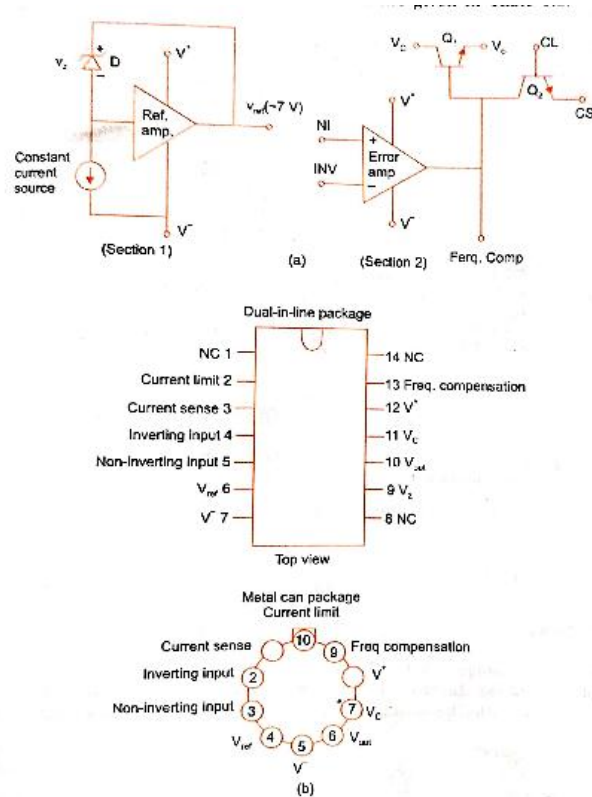 Q₁
V_C
V_o
CL
V⁺
D
v_z
+
−
Q₂
CS
V⁺
Ref.
amp.
v_ref(~7 V)
NI
+
Error
amp
INV
−
Constant
current
source
V⁻
V⁻
(Section 1)
(a)
(Section 2)
Ferq. Comp
Dual-in-line package
NC 1
14 NC
Current limit 2
13 Freq. compensation
Current sense 3
12 V⁺
Inverting input 4
11 V_C
Non-inverting input 5
10 V_out
V_ref 6
9 V_z
V⁻ 7
8 NC
Top view
Metal can package
Current limit
10
Current sense
9
Freq compensation
Inverting input
2
V⁺
Non-inverting input
3
7
V_C
V_ref
4
5
6
V_out
V⁻
(b)